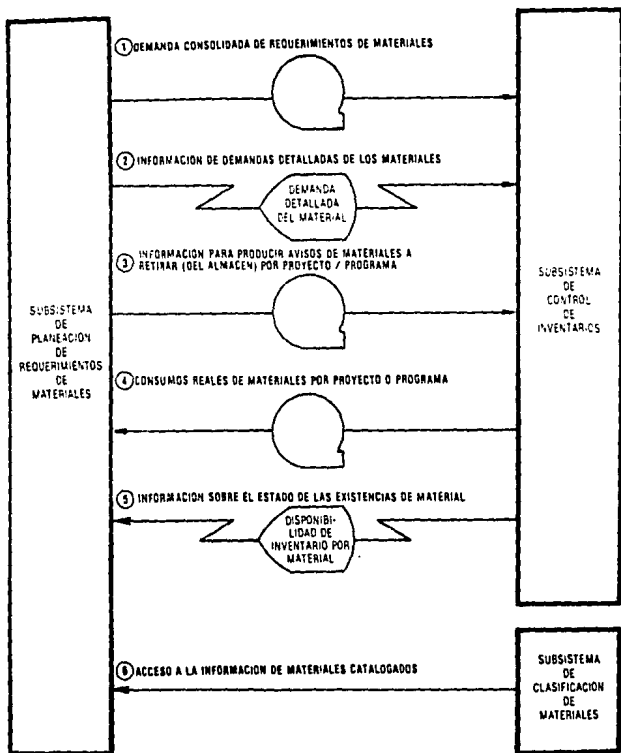 ① DEMANDA CONSOLIDADA DE REQUERIMIENTOS DE MATERIALES
② INFORMACION DE DEMANDAS DETALLADAS DE LOS MATERIALES
DEMANDA
DETALLADA
DEL MATERIAL
③ INFORMACION PARA PRODUCIR AVISOS DE MATERIALES A
RETIRAR (DEL ALMACEN) POR PROYECTO / PROGRAMA
SUBSISTEMA
DE
PLANEACION
DE
REQUERIMIENTOS
DE
MATERIALES
SUBSISTEMA
DE
CONTROL
DE
INVENTARIOS
④ CONSUMOS REALES DE MATERIALES POR PROYECTO O PROGRAMA
⑤ INFORMACION SOBRE EL ESTADO DE LAS EXISTENCIAS DE MATERIAL
DISPONIBI-
LIDAD DE
INVENTARIO POR
MATERIAL
⑥ ACCESO A LA INFORMACION DE MATERIALES CATALOGADOS
SUBSISTEMA
DE
CLASIFICACION
DE
MATERIALES